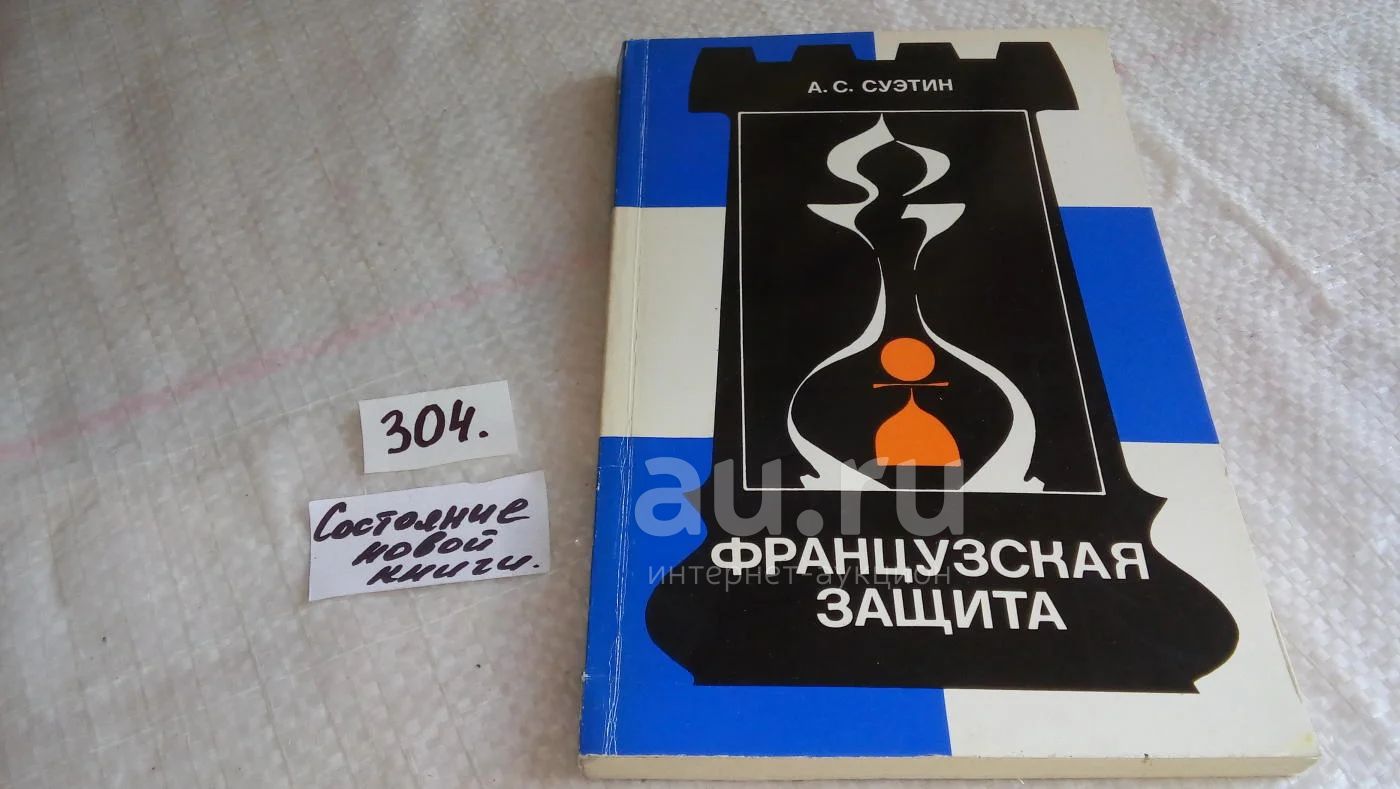 А. С. СУЭТИН
304.
Состояние
новой
книги.
au.ru
ФРАНЦУЗСКАЯ
интернет-аукцион
ЗАЩИТА